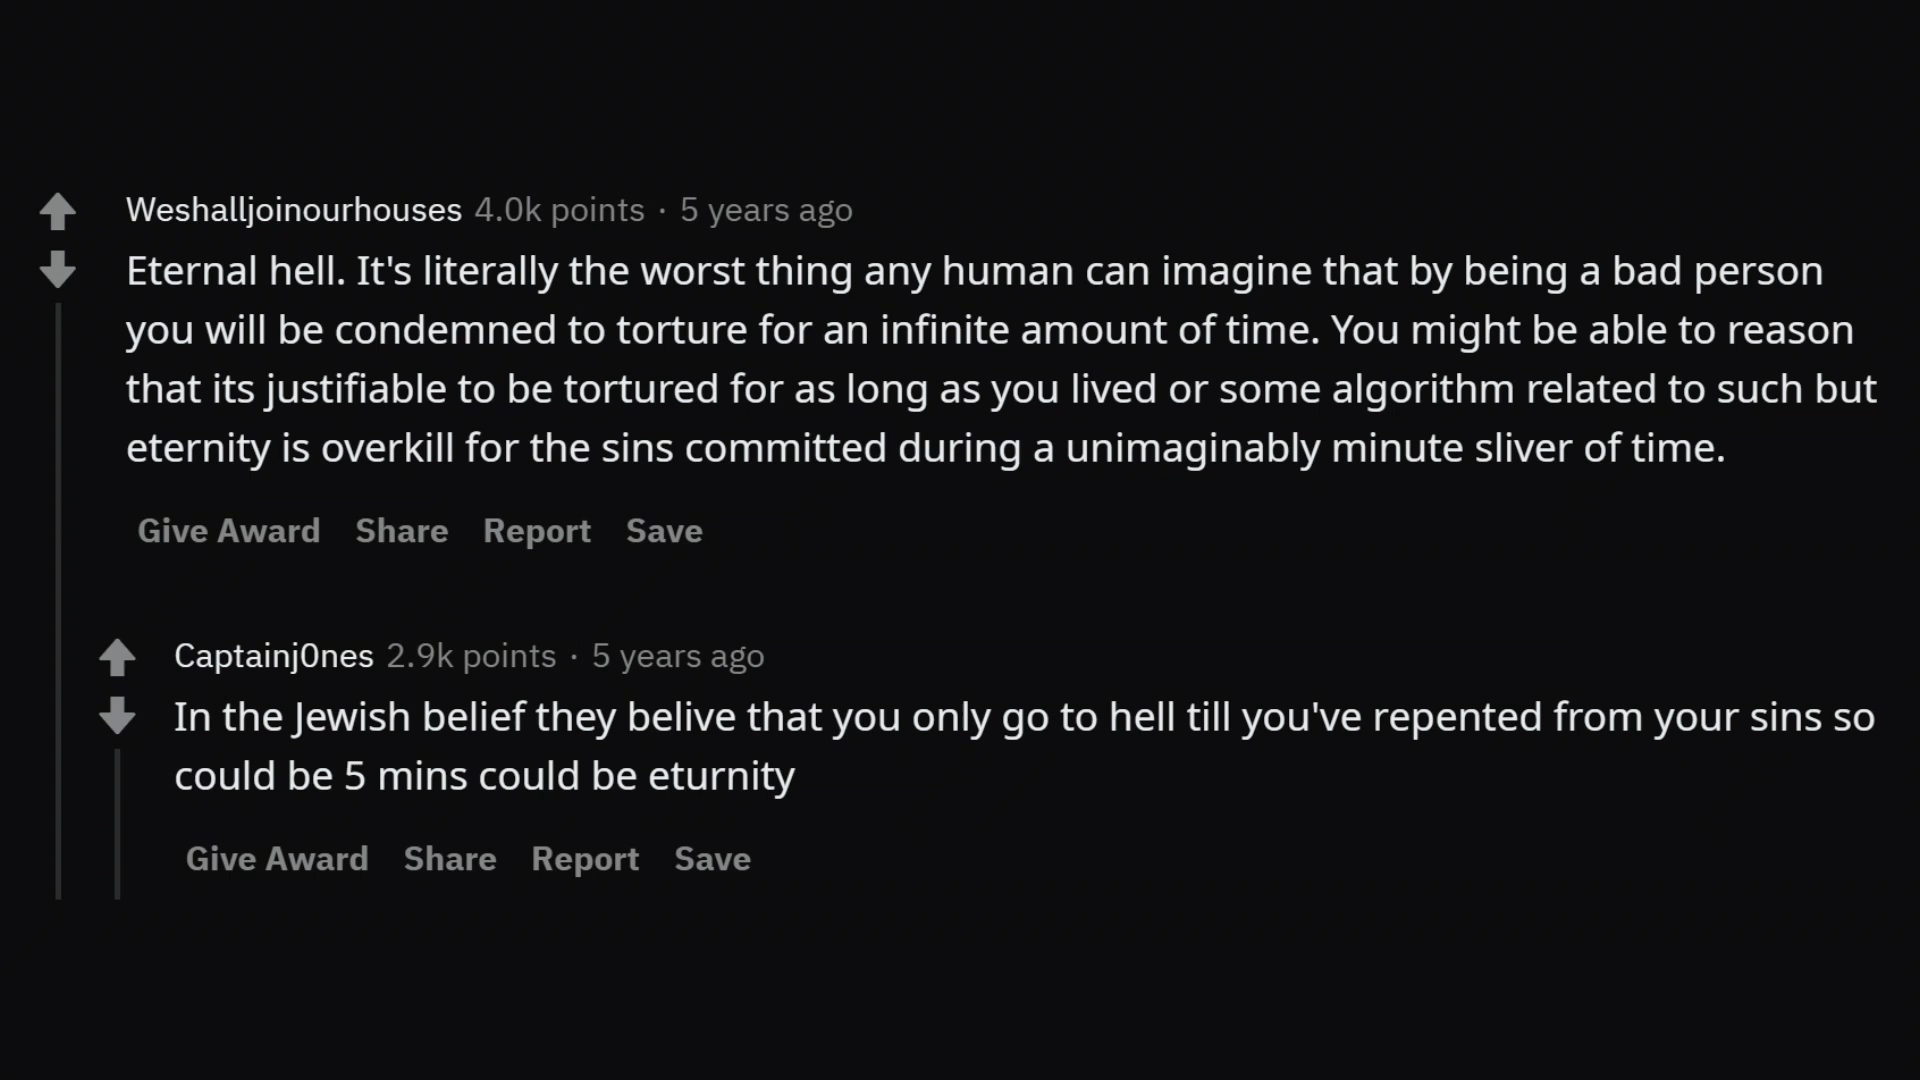 Weshalljoinourhouses 4.0k points · 5 years ago
Eternal hell. It's literally the worst thing any human can imagine that by being a bad person
you will be condemned to torture for an infinite amount of time. You might be able to reason
that its justifiable to be tortured for as long as you lived or some algorithm related to such but
eternity is overkill for the sins committed during a unimaginably minute sliver of time.
Give Award Share Report Save
Captainj0nes 2.9k points · 5 years ago
In the Jewish belief they belive that you only go to hell till you've repented from your sins so
could be 5 mins could be eturnity
Give Award Share Report Save